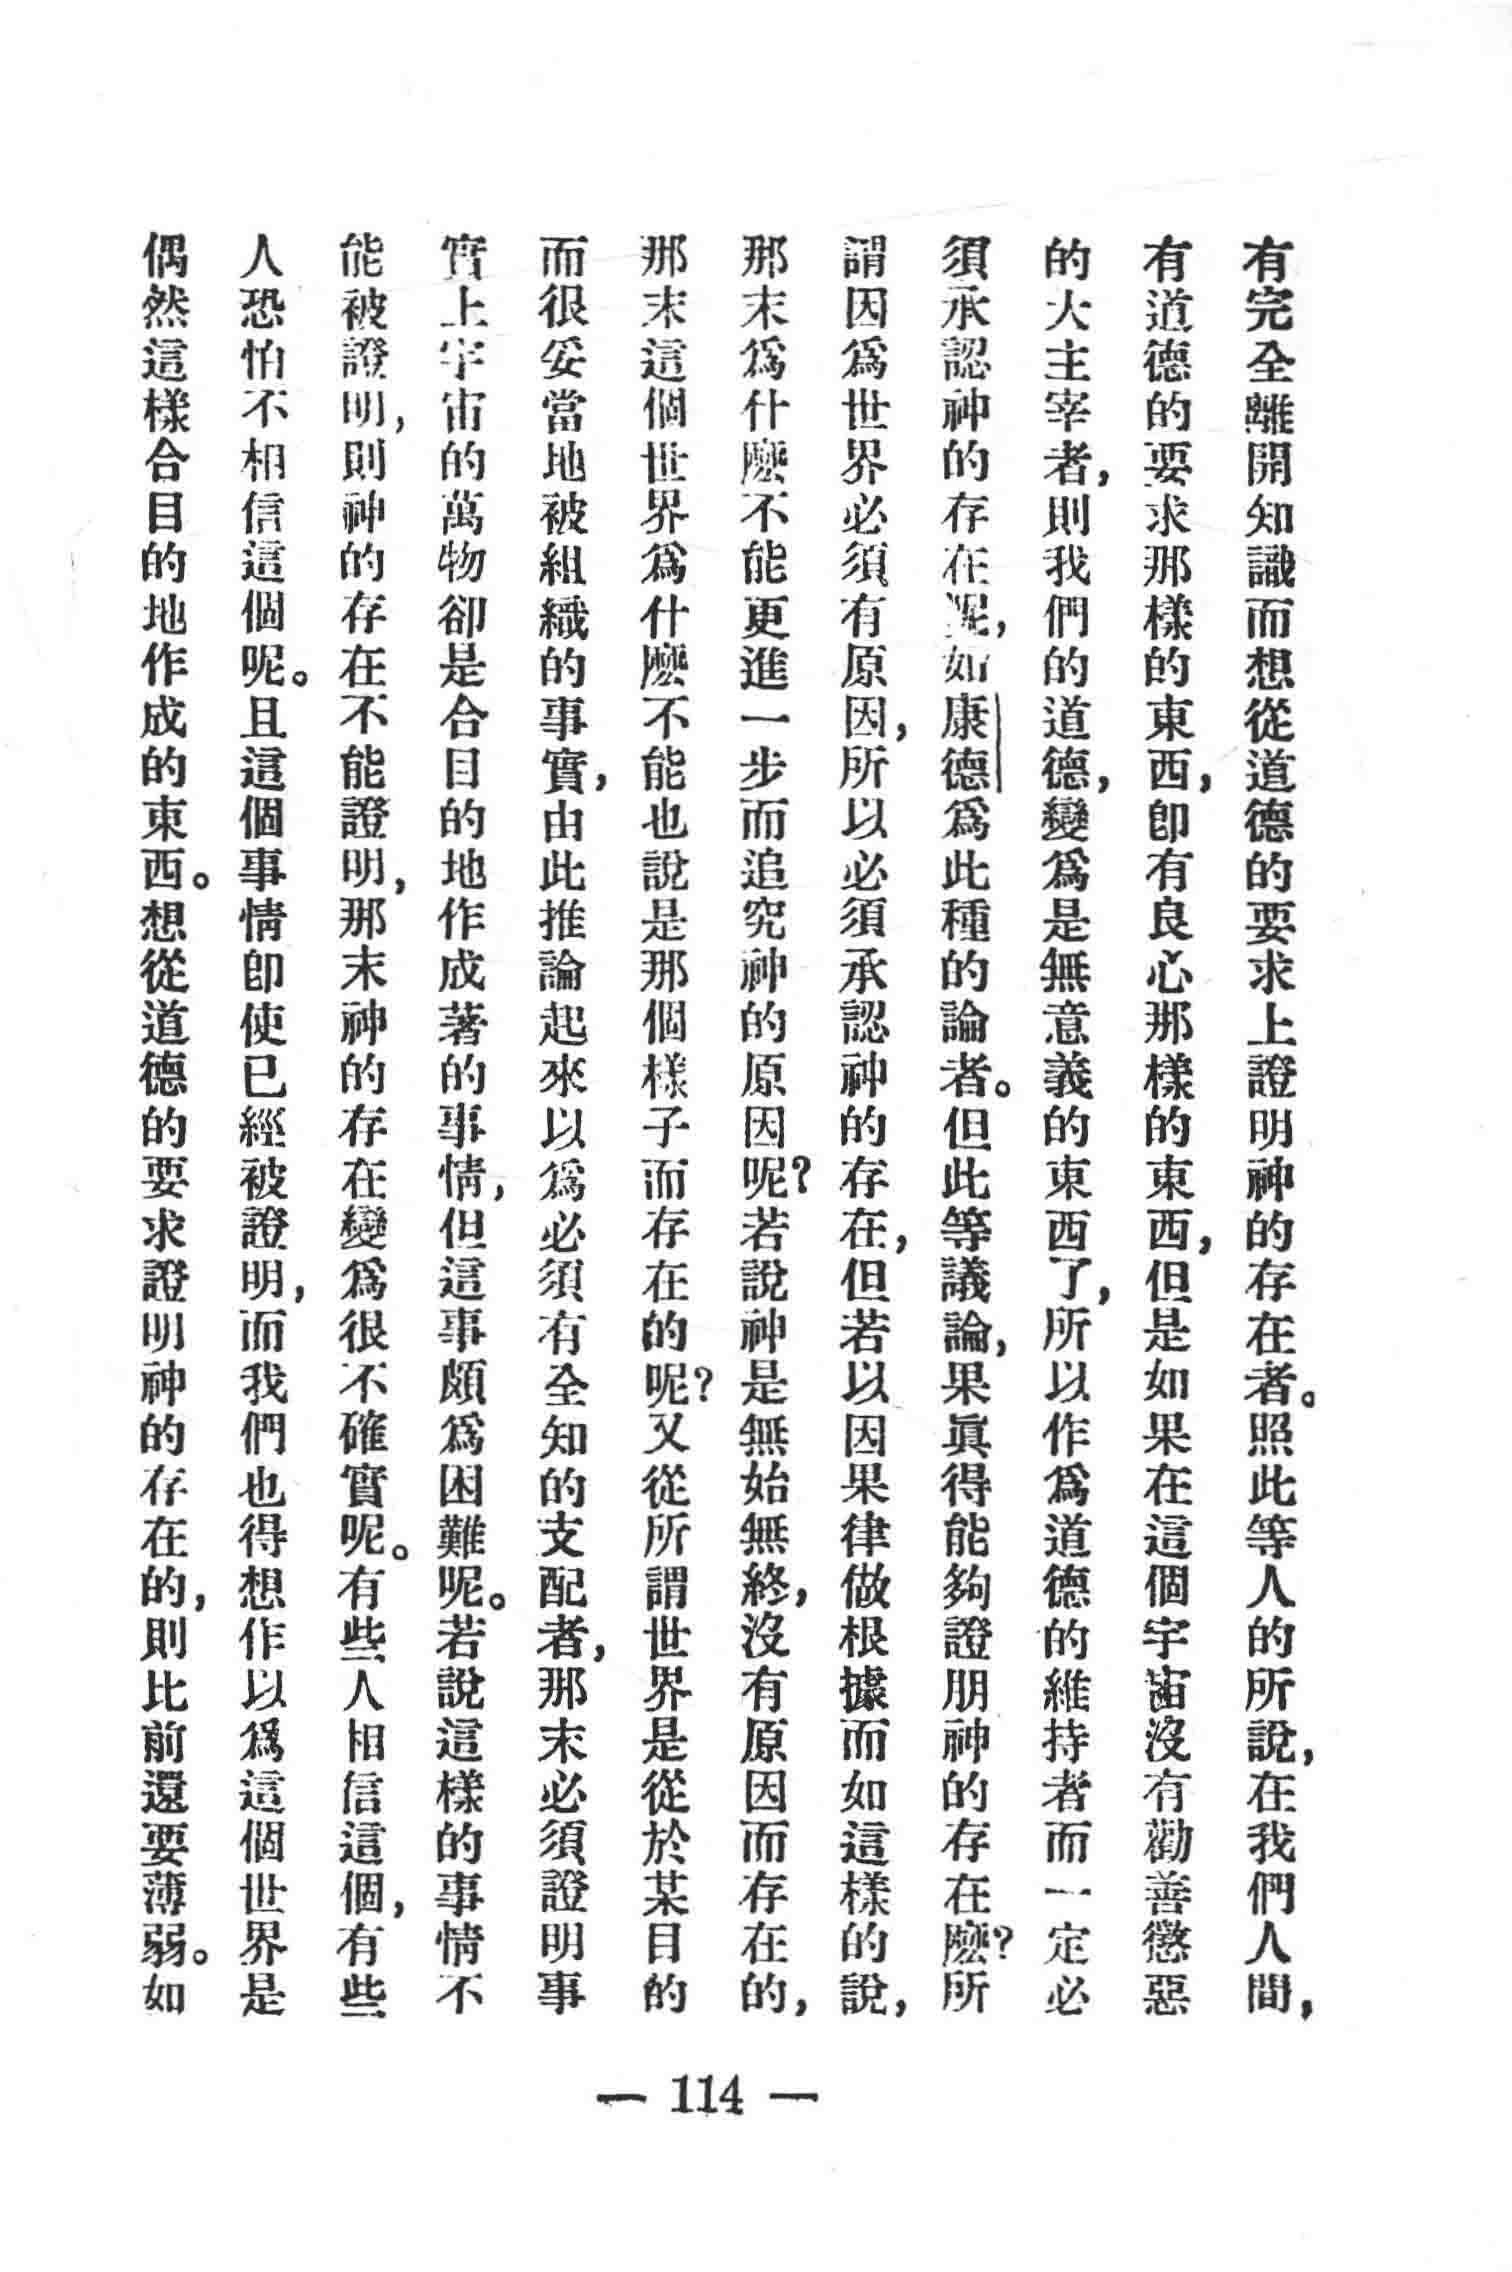 有完全離開知識而想從道德的要求上證明神的存在者。照此等人的所說，在我們人間，
有道德的要求那樣的東西，卽有良心那樣的東西，但是如果在這個宇宙沒有勸善懲惡
的大主宰者，則我們的道德，變爲是無意義的東西了，所以作爲道德的維持者而一定必
須承認神的存在呢，如康德爲此種的論者。但此等議論，果眞得能夠證朋神的存在麼？所
謂因爲世界必須有原因，所以必須承認神的存在，但若以因果律做根據而如這樣的說，
那末爲什麼不能更進一步而追究神的原因呢？若說神是無始無終，沒有原因而存在的，
那末這個世界爲什麼不能也說是那個樣子而存在的呢？又從所謂世界是從於某目的
而很妥當地被組織的事實，由此推論起來以爲必須有全知的支配者，那末必須證明事
實上宇宙的萬物卻是合目的地作成著的事情，但這事頗爲困難呢。若說這樣的事情不
能被證明，則神的存在不能證明，那末神的存在變爲很不確實呢。有些人相信這個，有些
人恐怕不相信這個呢。且這個事情卽使已經被證明，而我們也得想作以爲這個世界是
偶然這樣合目的地作成的東西。想從道德的要求證明神的存在的，則比前還要薄弱。如
— 114 —